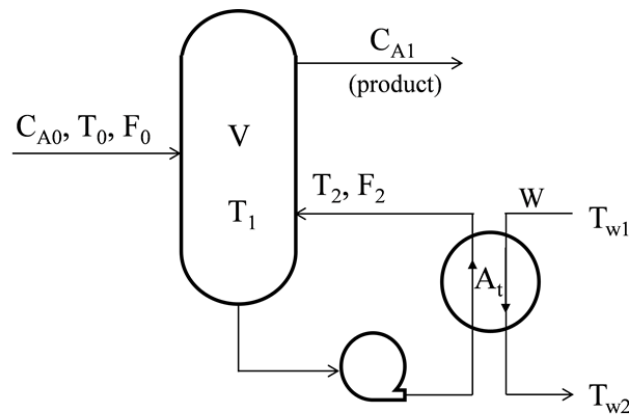 C_A1
(product)
C_A0, T_0, F_0
V
T_1
T_2, F_2
W
T_w1
A_t
T_w2